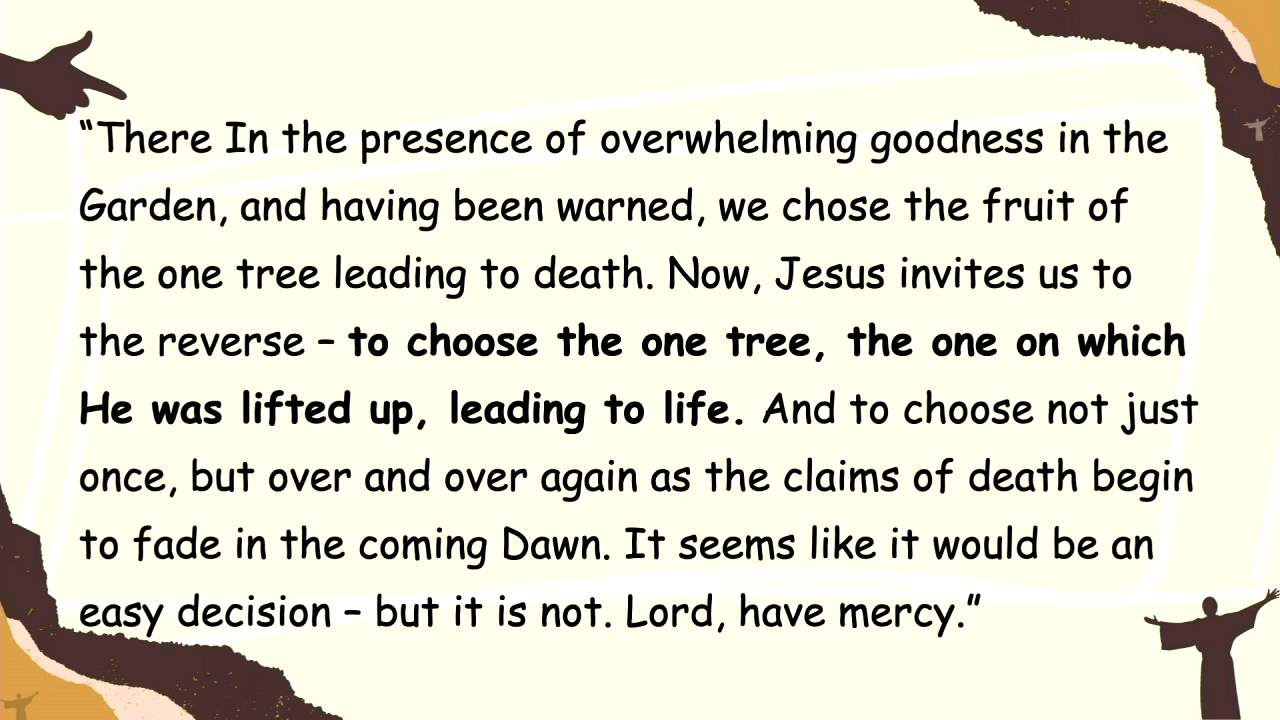 “There In the presence of overwhelming goodness in the
Garden, and having been warned, we chose the fruit of
the one tree leading to death. Now, Jesus invites us to
the reverse – to choose the one tree, the one on which
He was lifted up, leading to life. And to choose not just
once, but over and over again as the claims of death begin
to fade in the coming Dawn. It seems like it would be an
easy decision – but it is not. Lord, have mercy.”